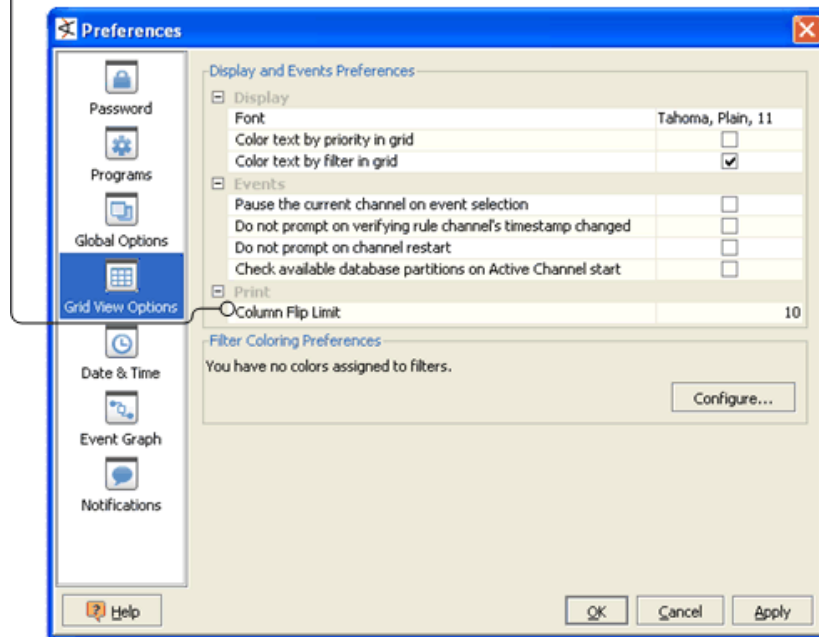 Preferences
Password
Programs
Global Options
Grid View Options
Date & Time
Event Graph
Notifications
Display and Events Preferences
Display
Font Tahoma, Plain, 11
Color text by priority in grid
Color text by filter in grid
Events
Pause the current channel on event selection
Do not prompt on verifying rule channel's timestamp changed
Do not prompt on channel restart
Check available database partitions on Active Channel start
Print
Column Flip Limit 10
Filter Coloring Preferences
You have no colors assigned to filters.
Configure...
Help
OK Cancel Apply